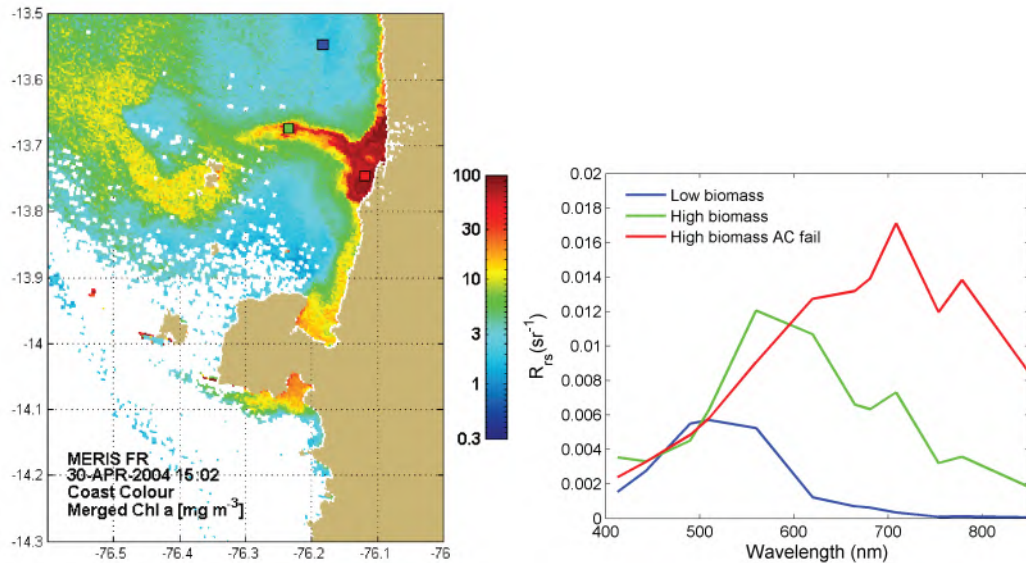 -13.5
-13.6
-13.7
-13.8
-13.9
-14
-14.1
-14.2
-14.3
-76.5 -76.4 -76.3 -76.2 -76.1 -76
MERIS FR
30-APR-2004 15:02
Coast Colour
Merged Chl a [mg m-3]
100
30
10
3
1
0.3
0.02
0.018
0.016
0.014
0.012
0.01
0.008
0.006
0.004
0.002
0
Rrs(sr-1)
Low biomass
High biomass
High biomass AC fail
400 500 600 700 800
Wavelength (nm)